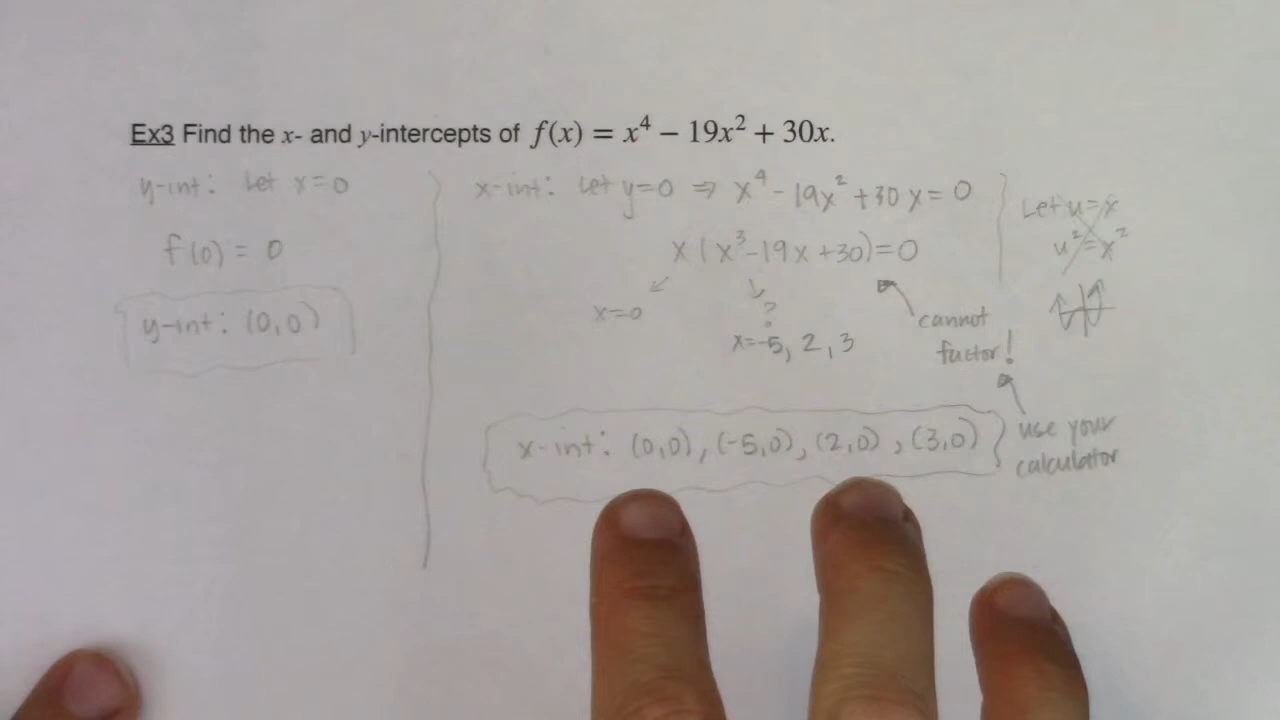 Ex3 Find the x- and y-intercepts of f(x) = x⁴ − 19x² + 30x.
y-int: Let x=0
f(0) = 0
y-int: (0,0)
x-int: Let y=0 ⇒ x⁴ - 19x² + 30x = 0
x(x³-19x+30)=0
x=0
?
x=-5, 2, 3
cannot
factor!
x-int: (0,0), (-5,0), (2,0), (3,0)
use your
calculator
Let u=x
u²=x²